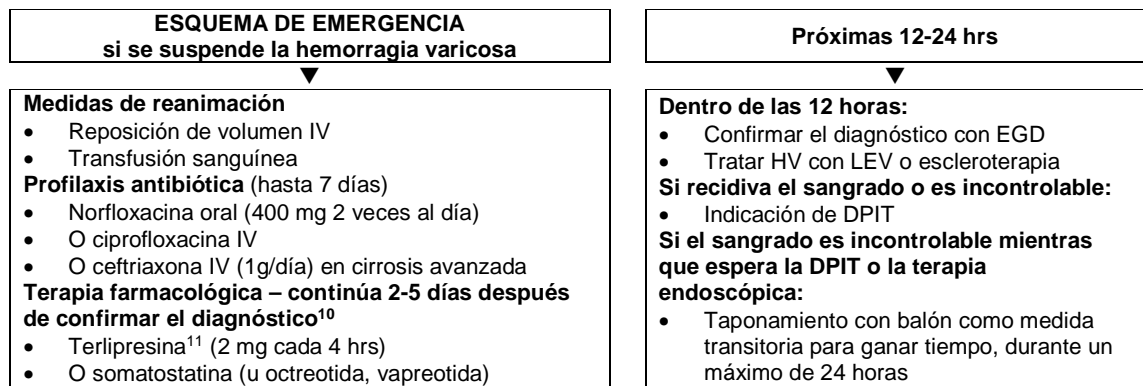 ESQUEMA DE EMERGENCIA
si se suspende la hemorragia varicosa
▼
Medidas de reanimación
• Reposición de volumen IV
• Transfusión sanguínea
Profilaxis antibiótica (hasta 7 días)
• Norfloxacina oral (400 mg 2 veces al día)
• O ciprofloxacina IV
• O ceftriaxona IV (1g/día) en cirrosis avanzada
Terapia farmacológica – continúa 2-5 días después
de confirmar el diagnóstico¹⁰
• Terlipresina¹¹ (2 mg cada 4 hrs)
• O somatostatina (u octreotida, vapreotida)
Próximas 12-24 hrs
▼
Dentro de las 12 horas:
• Confirmar el diagnóstico con EGD
• Tratar HV con LEV o escleroterapia
Si recidiva el sangrado o es incontrolable:
• Indicación de DPIT
Si el sangrado es incontrolable mientras
que espera la DPIT o la terapia
endoscópica:
• Taponamiento con balón como medida
transitoria para ganar tiempo, durante un
máximo de 24 horas